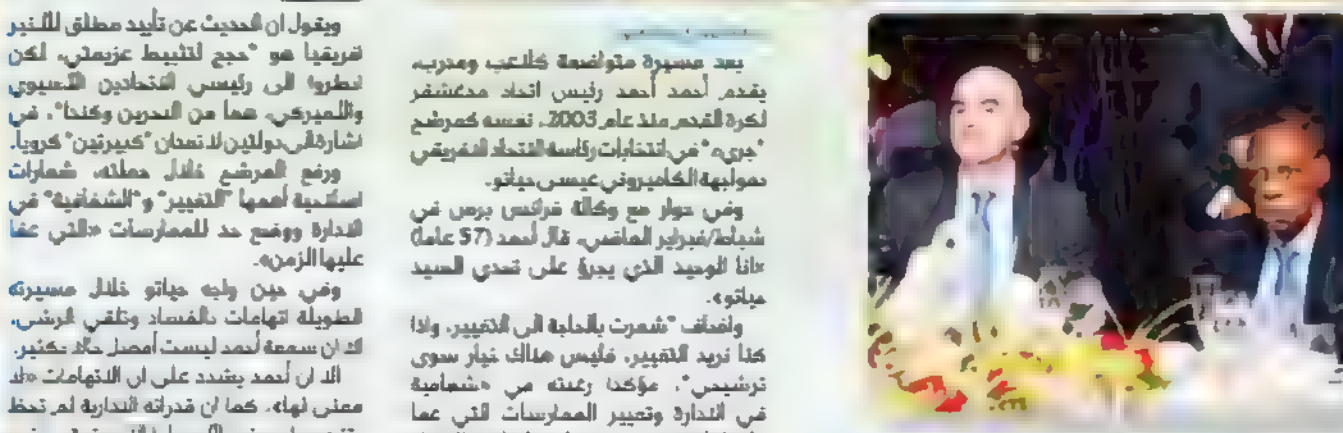 بعد مسيرة متواضعة كلاعب ومدرب،
يقدم أحمد أحمد رئيس اتحاد مدغشقر
لكرة القدم منذ عام 2003، نفسه كمرشح
"جريء" في انتخابات رئاسة الاتحاد الافريقي
بمواجهة الكاميروني عيسى حياتو.
وفي حوار مع وكالة فرانس برس في
شباط/فبراير الماضي، قال أحمد (57 عاما)
«انا الوحيد الذي يجرؤ على تحدي السيد
حياتو».
واضاف "شعرت بالحاجة الى التغيير، واذا
كنا نريد التغيير، فليس هناك خيار سوى
ترشيحي"، مؤكدا رغبته في «شفافية
في الادارة وتغيير الممارسات التي عفا
ويقول ان الحديث عن تأييد مطلق للكبير
افريقيا هو "حجج لتثبيط عزيمتي، لكن
انظروا الى رئيسي الاتحادين الآسيوي
والاميركي، هما من البحرين وكندا"، في
اشارة الى دولتين لا تعدان "كبيرتين" كرويا.
ورفع المرشح خلال حملته، شعارات
اصلاحية أهمها "التغيير" و"الشفافية" في
الادارة ووضع حد للممارسات «التي عفا
عليها الزمن».
وفي حين واجه حياتو خلال مسيرته
الطويلة اتهامات بالفساد وتلقي الرشى،
الا ان سمعة أحمد ليست أفضل حالا بكثير.
الا ان أحمد يشدد على ان الاتهامات «لا
معنى لها»، كما ان قدراته الادارية لم تحظ